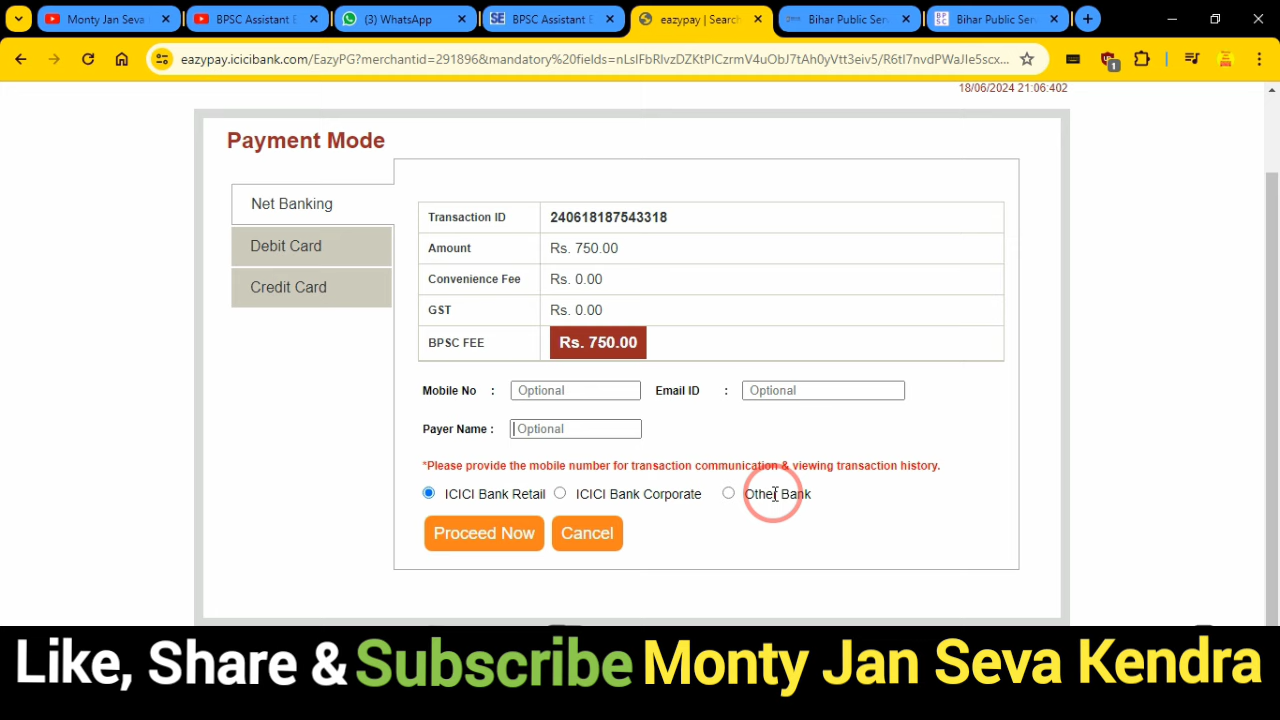 Monty Jan Seva
BPSC Assistant E
(3) WhatsApp
SE BPSC Assistant E
eazypay | Search
Bihar Public Ser
Bihar Public Serv
eazypay.icicibank.com/EazyPG?merchantid=291896&mandatory%20fields=nLsIFbRlvzDZKtPICzrmV4uObJ7tAh0yVtt3eiv5/R6tI7nvdPWaJIe5scx...
1
18/06/2024 21:06:402
Payment Mode
Net Banking
Debit Card
Credit Card
Transaction ID 240618187543318
Amount Rs. 750.00
Convenience Fee Rs. 0.00
GST Rs. 0.00
BPSC FEE Rs. 750.00
Mobile No : Optional Email ID : Optional
Payer Name : Optional
*Please provide the mobile number for transaction communication & viewing transaction history.
ICICI Bank Retail ICICI Bank Corporate Other Bank
Proceed Now Cancel
Like, Share & Subscribe Monty Jan Seva Kendra